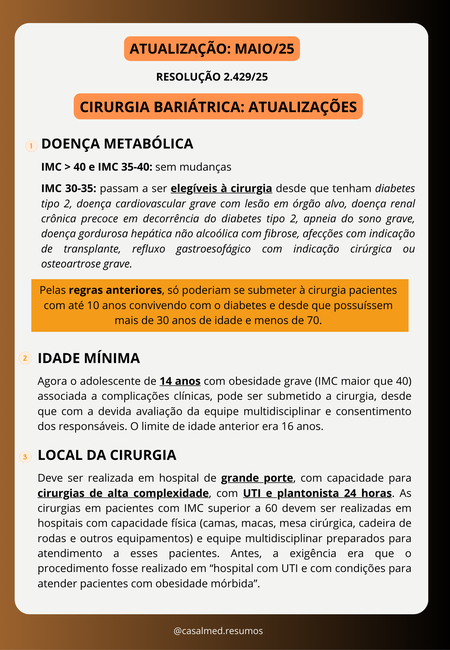 ATUALIZAÇÃO: MAIO/25
RESOLUÇÃO 2.429/25
CIRURGIA BARIÁTRICA: ATUALIZAÇÕES
1 DOENÇA METABÓLICA
IMC > 40 e IMC 35-40: sem mudanças
IMC 30-35: passam a ser elegíveis à cirurgia desde que tenham diabetes
tipo 2, doença cardiovascular grave com lesão em órgão alvo, doença renal
crônica precoce em decorrência do diabetes tipo 2, apneia do sono grave,
doença gordurosa hepática não alcoólica com fibrose, afecções com indicação
de transplante, refluxo gastroesofágico com indicação cirúrgica ou
osteoartrose grave.
Pelas regras anteriores, só poderiam se submeter à cirurgia pacientes
com até 10 anos convivendo com o diabetes e desde que possuíssem
mais de 30 anos de idade e menos de 70.
2 IDADE MÍNIMA
Agora o adolescente de 14 anos com obesidade grave (IMC maior que 40)
associada a complicações clínicas, pode ser submetido a cirurgia, desde
que com a devida avaliação da equipe multidisciplinar e consentimento
dos responsáveis. O limite de idade anterior era 16 anos.
3 LOCAL DA CIRURGIA
Deve ser realizada em hospital de grande porte, com capacidade para
cirurgias de alta complexidade, com UTI e plantonista 24 horas. As
cirurgias em pacientes com IMC superior a 60 devem ser realizadas em
hospitais com capacidade física (camas, macas, mesa cirúrgica, cadeira de
rodas e outros equipamentos) e equipe multidisciplinar preparados para
atendimento a esses pacientes. Antes, a exigência era que o
procedimento fosse realizado em “hospital com UTI e com condições para
atender pacientes com obesidade mórbida”.
@casalmed.resumos